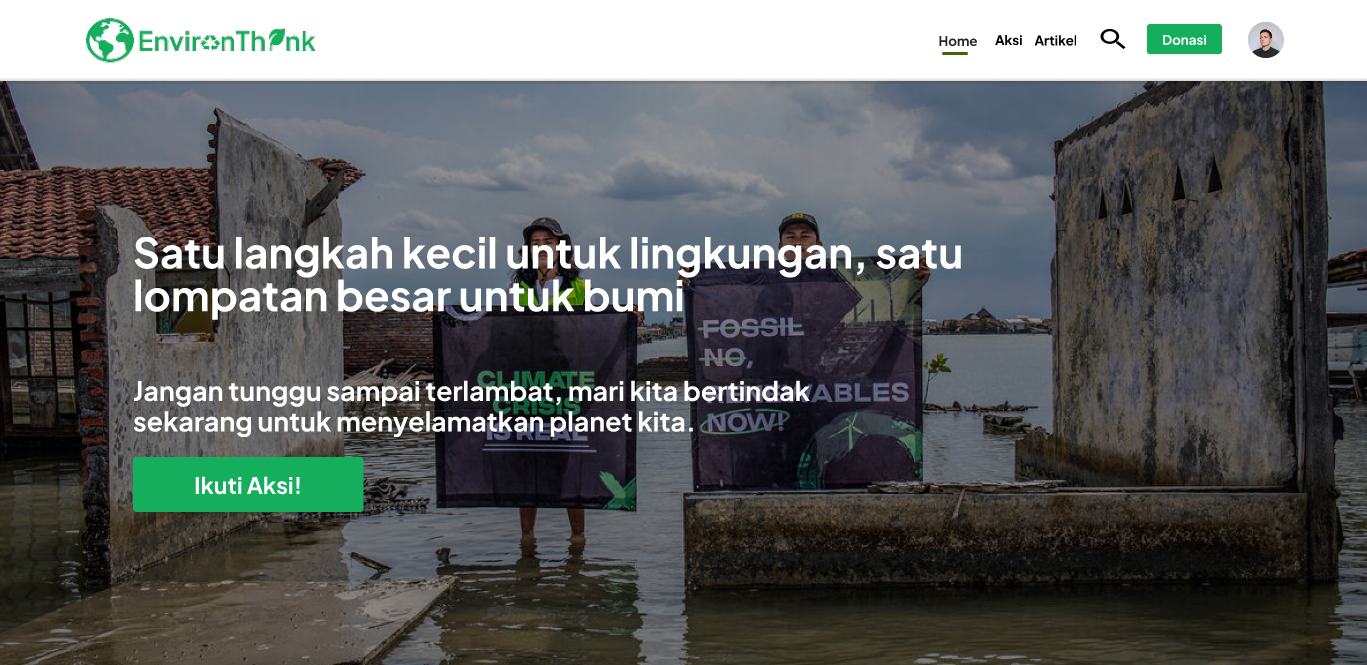 EnvironThink
Home Aksi Artikel
Donasi
Satu langkah kecil untuk lingkungan, satu
lompatan besar untuk bumi
FOSSIL
NO,
ABLES
NOW!
CLIMATE
CRISIS
IS REAL
Jangan tunggu sampai terlambat, mari kita bertindak
sekarang untuk menyelamatkan planet kita.
Ikuti Aksi!